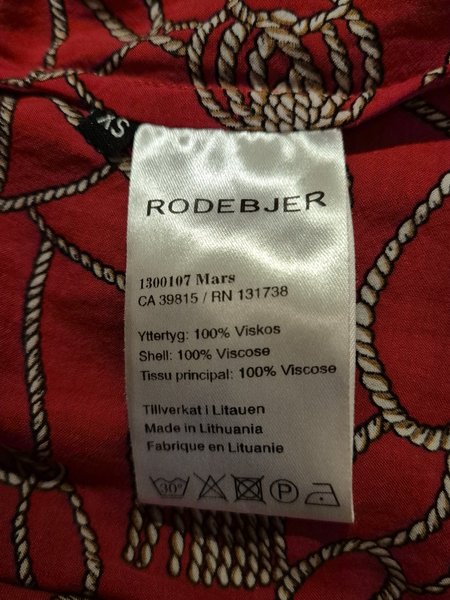 XS
RODEBJER
1300107 Mars
CA 39815 / RN 131738
Yttertyg: 100% Viskos
Shell: 100% Viscose
Tissu principal: 100% Viscose
Tillverkat i Litauen
Made in Lithuania
Fabrique en Lituanie
30° P